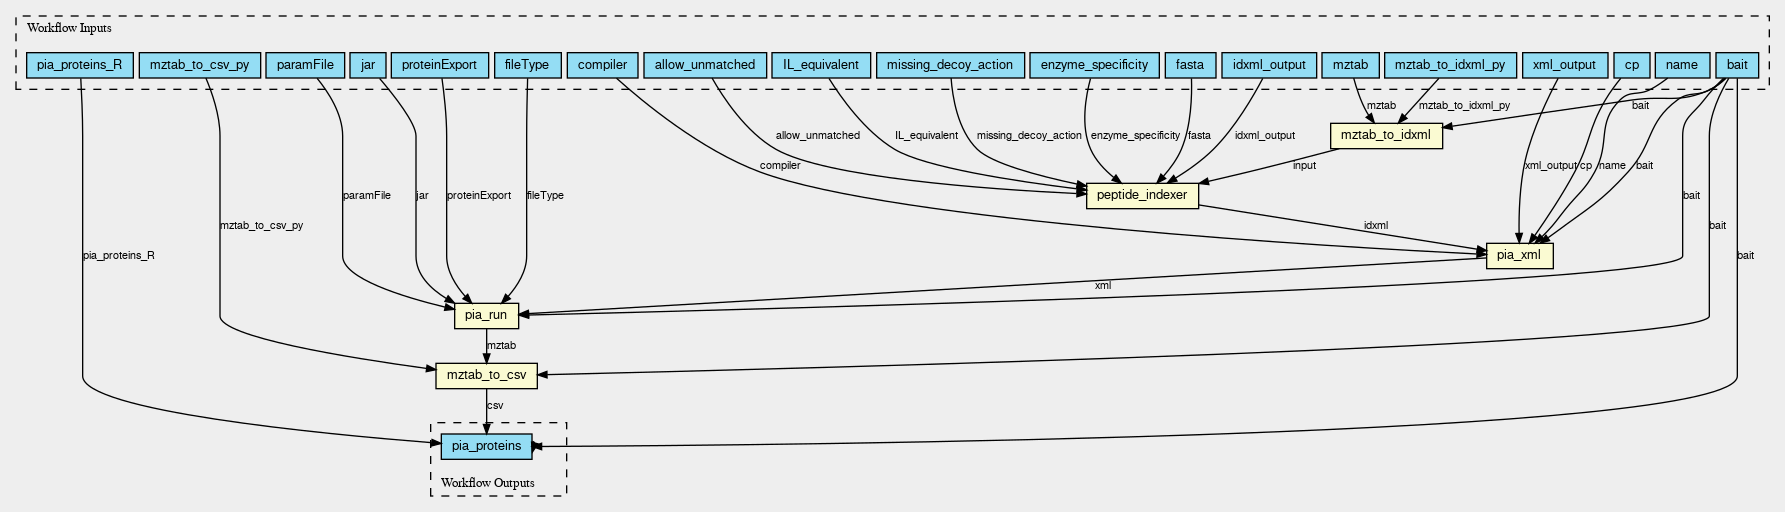 Workflow Inputs
pia_proteins_R mztab_to_csv_py paramFile jar proteinExport fileType compiler allow_unmatched IL_equivalent missing_decoy_action enzyme_specificity fasta idxml_output mztab mztab_to_idxml_py xml_output cp name bait
mztab mztab_to_idxml_py bait
allow_unmatched IL_equivalent missing_decoy_action enzyme_specificity fasta idxml_output mztab_to_idxml
compiler input xml_output cp name bait
paramFile jar proteinExport fileType peptide_indexer bait
mztab_to_csv_py idxml bait
pia_proteins_R pia_xml bait
xml
pia_run
mztab
mztab_to_csv
csv
pia_proteins
Workflow Outputs